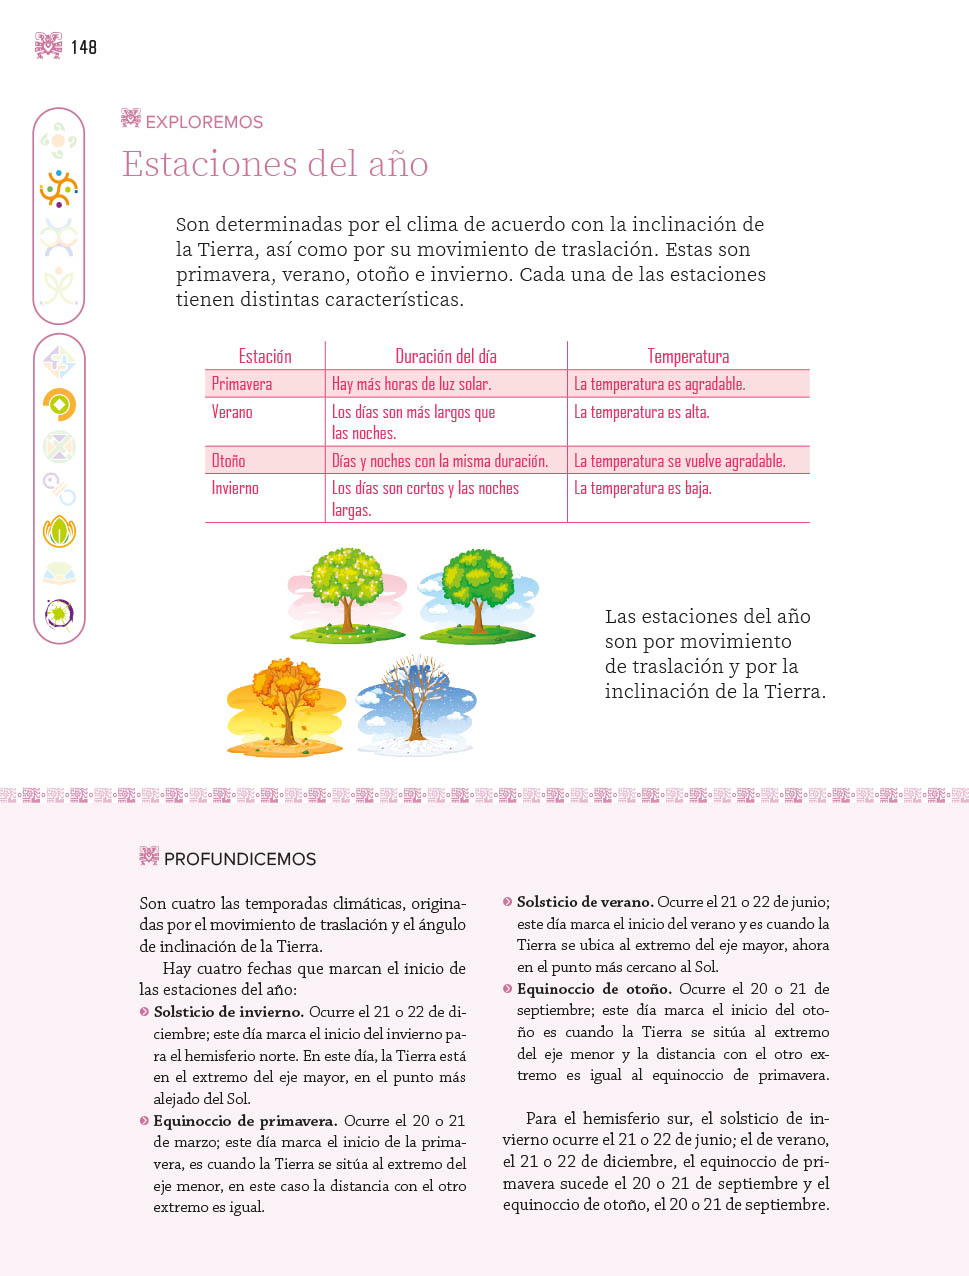 148
EXPLOREMOS
Estaciones del año
Son determinadas por el clima de acuerdo con la inclinación de
la Tierra, así como por su movimiento de traslación. Estas son
primavera, verano, otoño e invierno. Cada una de las estaciones
tienen distintas características.
Estación Duración del día Temperatura
Primavera Hay más horas de luz solar. La temperatura es agradable.
Verano Los días son más largos que La temperatura es alta.
las noches.
Otoño Días y noches con la misma duración. La temperatura se vuelve agradable.
Invierno Los días son cortos y las noches La temperatura es baja.
largas.
Las estaciones del año
son por movimiento
de traslación y por la
inclinación de la Tierra.
PROFUNDICEMOS
Son cuatro las temporadas climáticas, origina-
das por el movimiento de traslación y el ángulo
de inclinación de la Tierra.
Hay cuatro fechas que marcan el inicio de
las estaciones del año:
Solsticio de invierno. Ocurre el 21 o 22 de di-
ciembre; este día marca el inicio del invierno pa-
ra el hemisferio norte. En este día, la Tierra está
en el extremo del eje mayor, en el punto más
alejado del Sol.
Equinoccio de primavera. Ocurre el 20 o 21
de marzo; este día marca el inicio de la prima-
vera, es cuando la Tierra se sitúa al extremo del
eje menor, en este caso la distancia con el otro
extremo es igual.
Solsticio de verano. Ocurre el 21 o 22 de junio;
este día marca el inicio del verano y es cuando la
Tierra se ubica al extremo del eje mayor, ahora
en el punto más cercano al Sol.
Equinoccio de otoño. Ocurre el 20 o 21 de
septiembre; este día marca el inicio del oto-
ño es cuando la Tierra se sitúa al extremo
del eje menor y la distancia con el otro ex-
tremo es igual al equinoccio de primavera.
Para el hemisferio sur, el solsticio de in-
vierno ocurre el 21 o 22 de junio; el de verano,
el 21 o 22 de diciembre, el equinoccio de pri-
mavera sucede el 20 o 21 de septiembre y el
equinoccio de otoño, el 20 o 21 de septiembre.